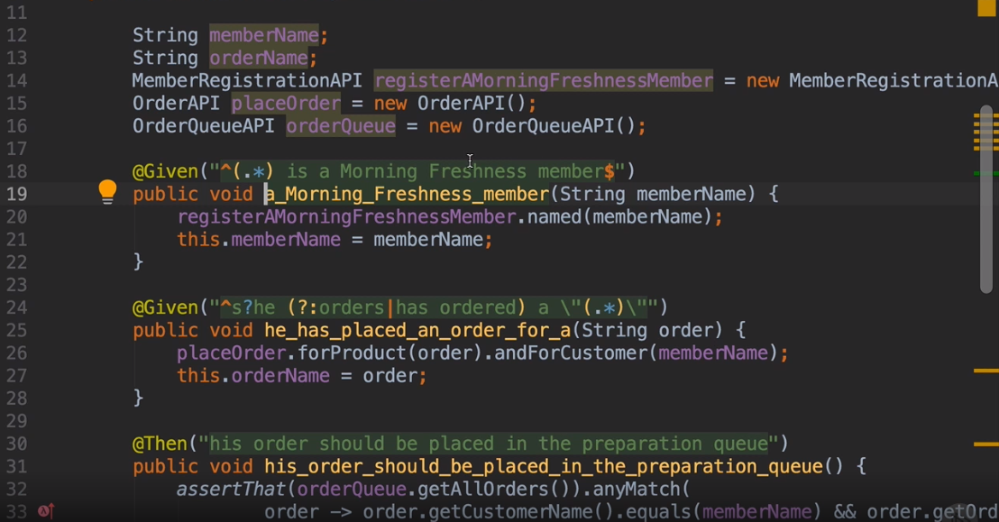 11
12 String memberName;
13 String orderName;
14 MemberRegistrationAPI registerAMorningFreshnessMember = new MemberRegistrationA
15 OrderAPI placeOrder = new OrderAPI();
16 OrderQueueAPI orderQueue = new OrderQueueAPI();
17
18 @Given("^(.*) is a Morning Freshness member$")
19 public void a_Morning_Freshness_member(String memberName) {
20 registerAMorningFreshnessMember.named(memberName);
21 this.memberName = memberName;
22 }
23
24 @Given("^s?he (?:orders|has ordered) a \"(.*)\"")
25 public void he_has_placed_an_order_for_a(String order) {
26 placeOrder.forProduct(order).andForCustomer(memberName);
27 this.orderName = order;
28 }
29
30 @Then("his order should be placed in the preparation queue")
31 public void his_order_should_be_placed_in_the_preparation_queue() {
32 assertThat(orderQueue.getAllOrders()).anyMatch(
33 order -> order.getCustomerName().equals(memberName) && order.getOrd